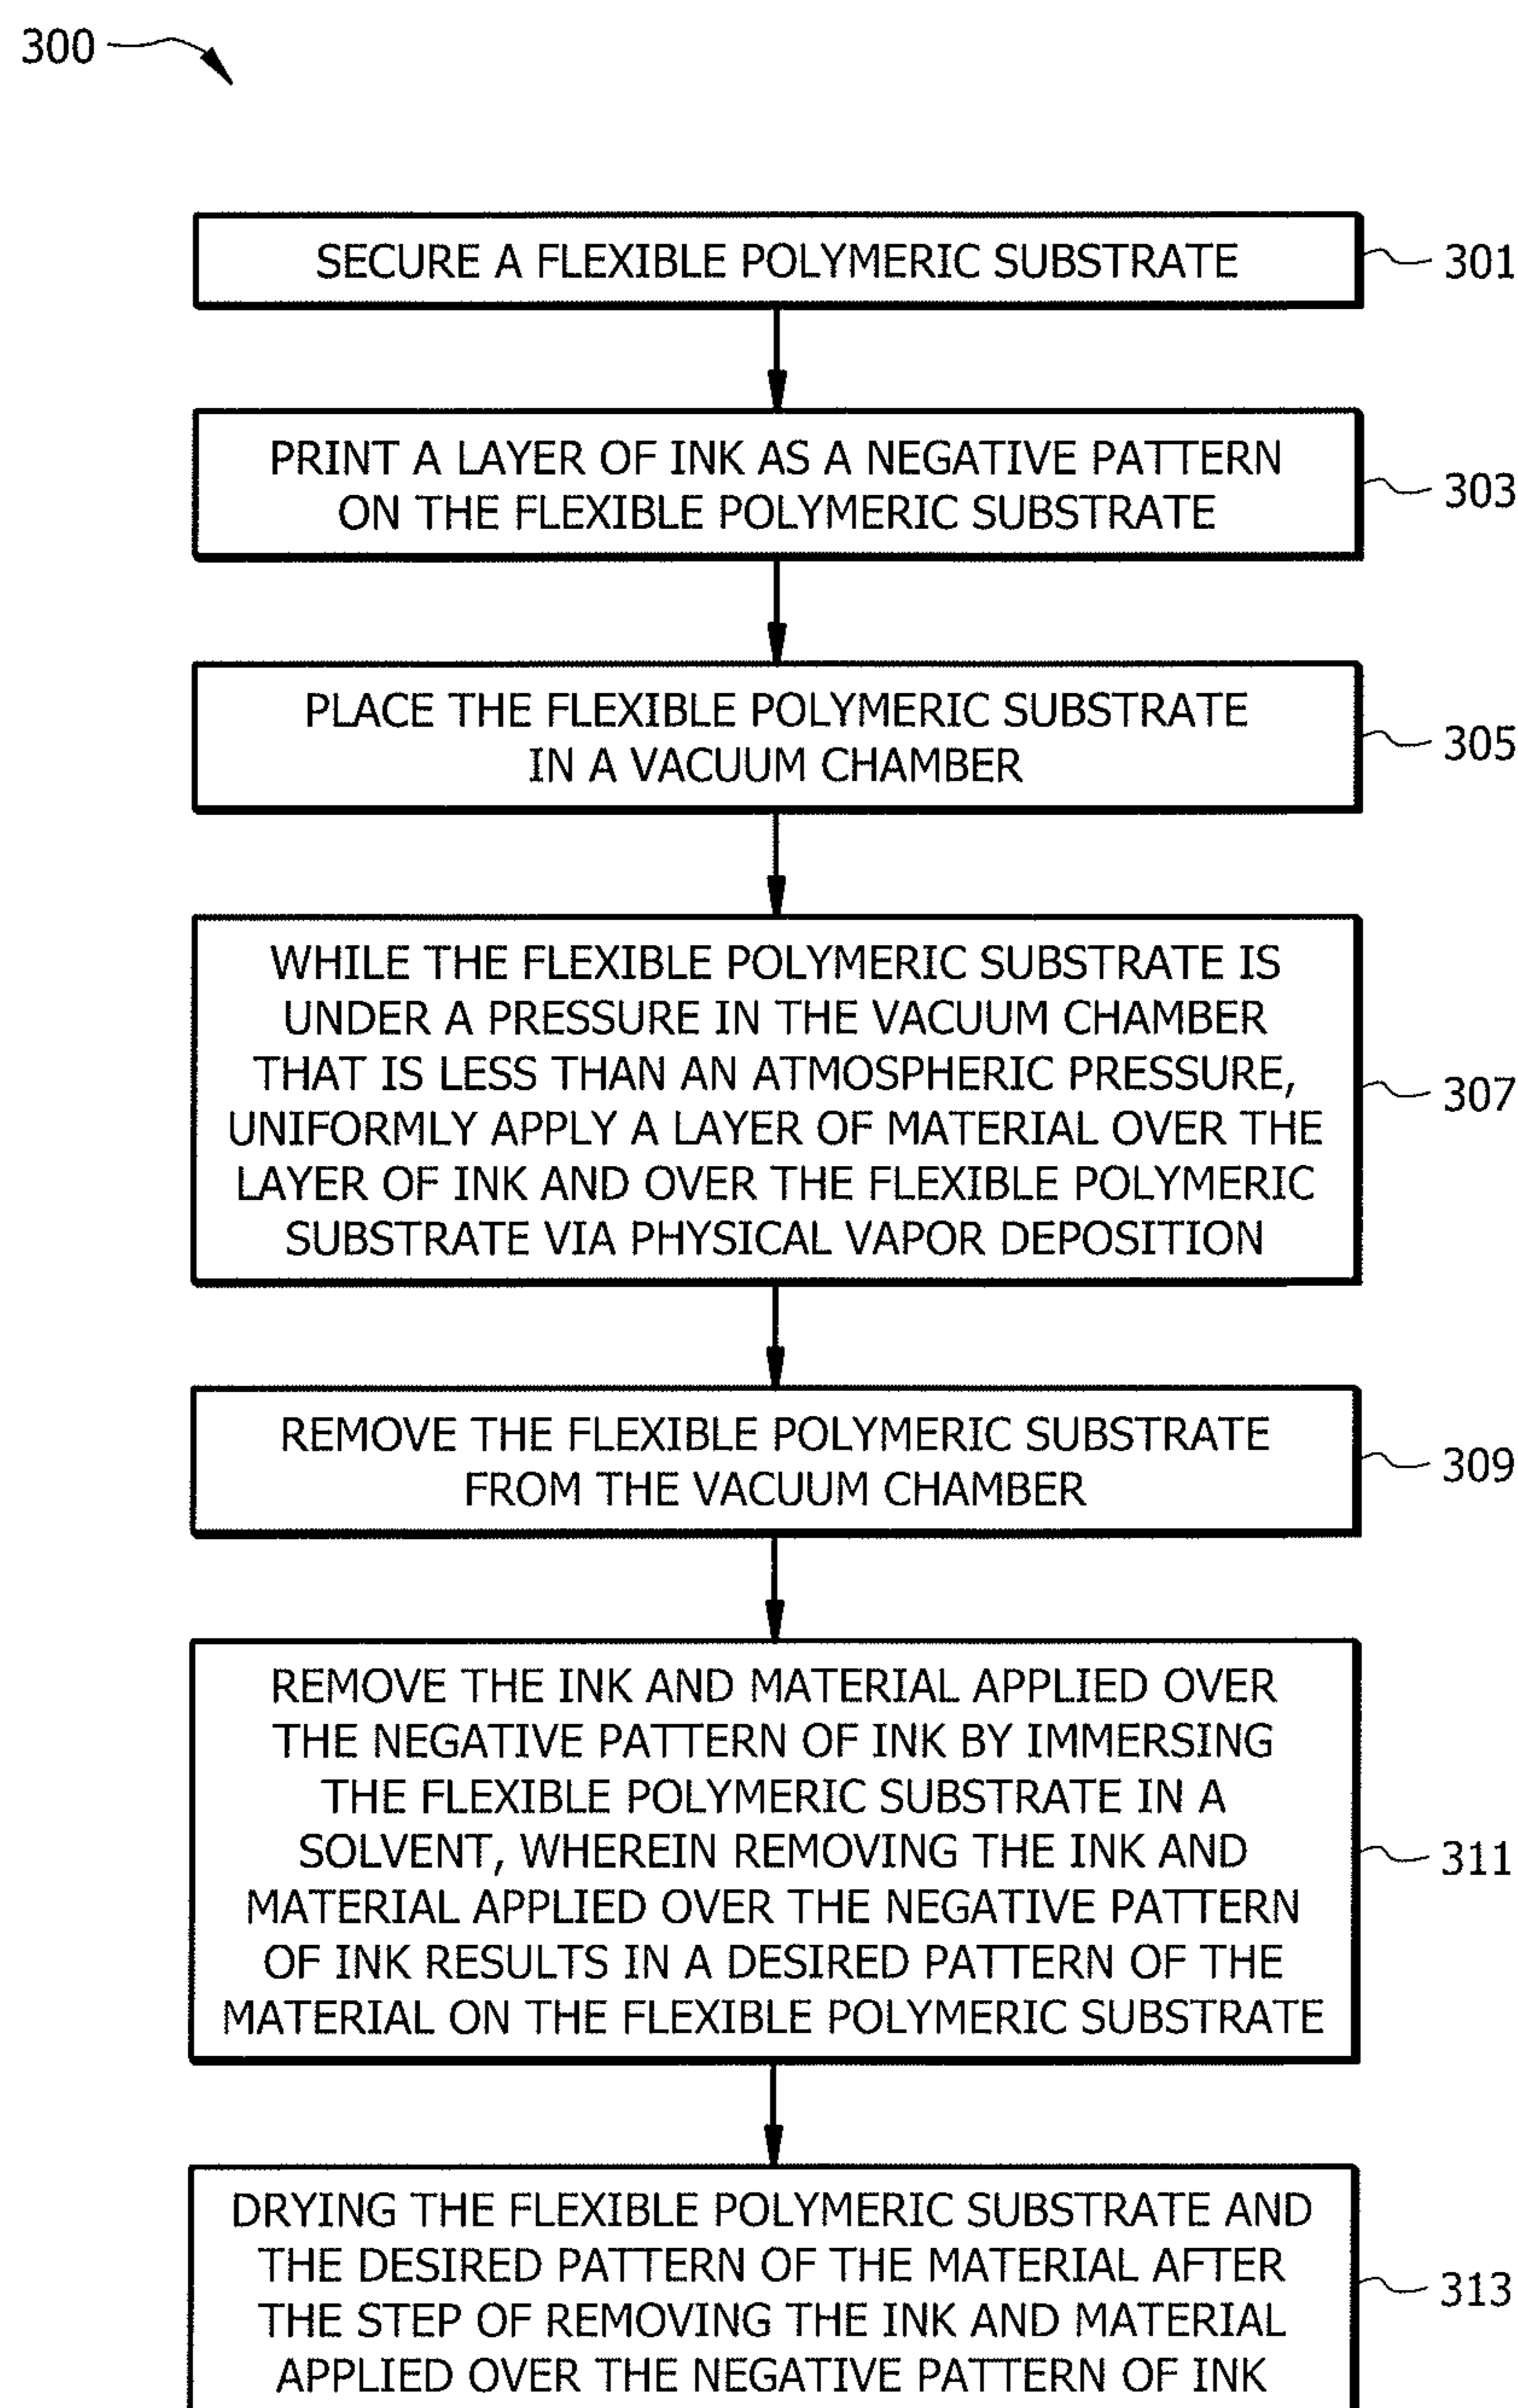 300
SECURE A FLEXIBLE POLYMERIC SUBSTRATE
301
PRINT A LAYER OF INK AS A NEGATIVE PATTERN
ON THE FLEXIBLE POLYMERIC SUBSTRATE
303
PLACE THE FLEXIBLE POLYMERIC SUBSTRATE
IN A VACUUM CHAMBER
305
WHILE THE FLEXIBLE POLYMERIC SUBSTRATE IS
UNDER A PRESSURE IN THE VACUUM CHAMBER
THAT IS LESS THAN AN ATMOSPHERIC PRESSURE,
UNIFORMLY APPLY A LAYER OF MATERIAL OVER THE
LAYER OF INK AND OVER THE FLEXIBLE POLYMERIC
SUBSTRATE VIA PHYSICAL VAPOR DEPOSITION
307
REMOVE THE FLEXIBLE POLYMERIC SUBSTRATE
FROM THE VACUUM CHAMBER
309
REMOVE THE INK AND MATERIAL APPLIED OVER
THE NEGATIVE PATTERN OF INK BY IMMERSING
THE FLEXIBLE POLYMERIC SUBSTRATE IN A
SOLVENT, WHEREIN REMOVING THE INK AND
MATERIAL APPLIED OVER THE NEGATIVE PATTERN
OF INK RESULTS IN A DESIRED PATTERN OF THE
MATERIAL ON THE FLEXIBLE POLYMERIC SUBSTRATE
311
DRYING THE FLEXIBLE POLYMERIC SUBSTRATE AND
THE DESIRED PATTERN OF THE MATERIAL AFTER
THE STEP OF REMOVING THE INK AND MATERIAL
APPLIED OVER THE NEGATIVE PATTERN OF INK
313